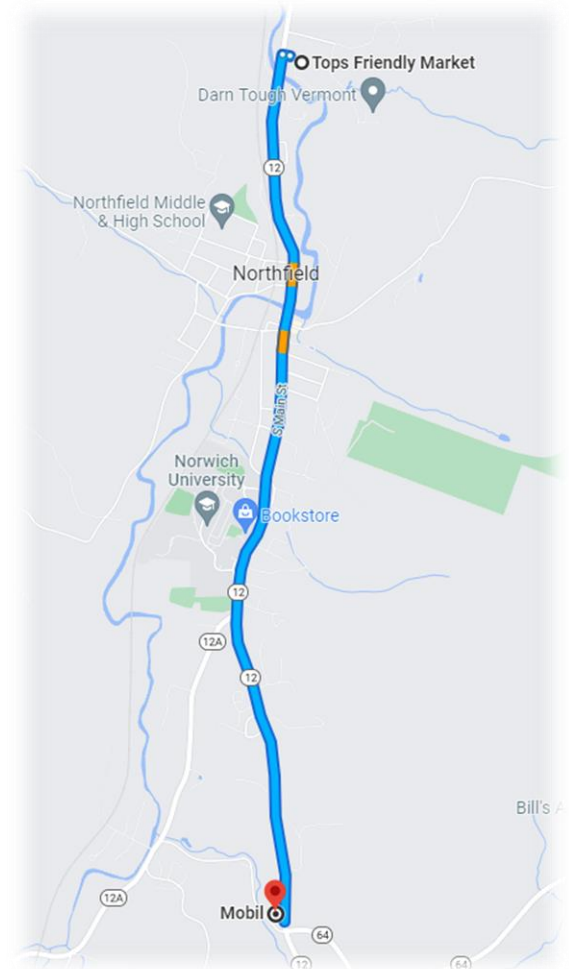 Tops Friendly Market
Darn Tough Vermont
12
Northfield Middle
& High School
Northfield
S Main St
Norwich
University
Bookstore
12
12A
12
Bill's A
12A
Mobil
64
12
64